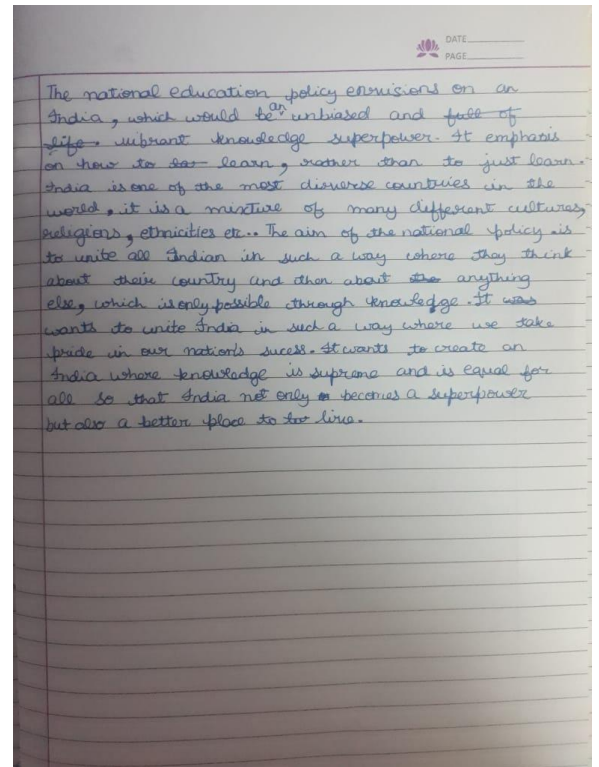 DATE
PAGE
The national education policy envisions on an
India, which would be an unbiased and full of
life. vibrant knowledge superpower. It emphasis
on how to lear learn, rather than to just learn.
India is one of the most disverse countries in the
world, it is a mixture of many different cultures,
religions, ethnicities etc.. The aim of the national policy is
to unite all Indian in such a way where they think
about their country and then about the anything
else, which is only possible through knowledge. It was
wants to unite India in such a way where we take
pride in our nation's sucess. It wants to create an
India where knowledge is supreme and is equal for
all so that India not only becomes a superpower
but also a better place to live.